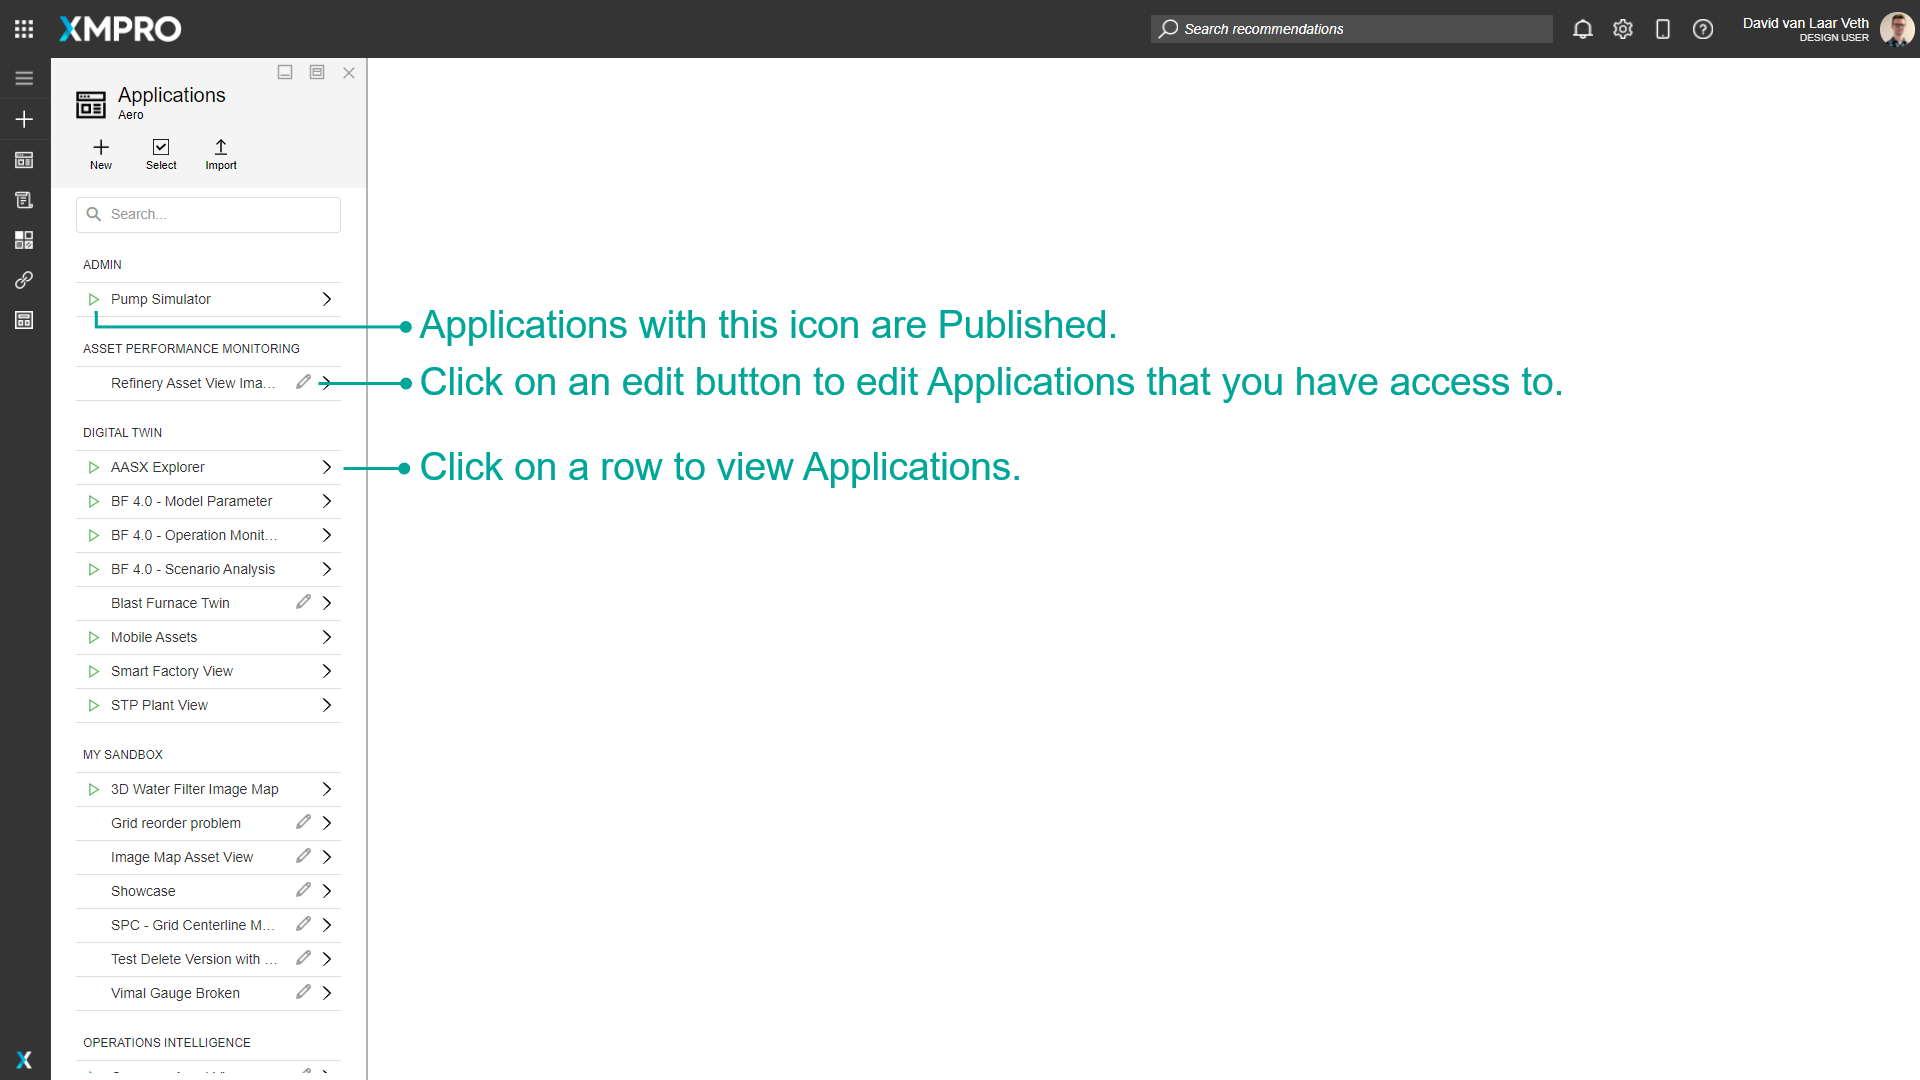 XMPRO
Search recommendations
David van Laar Veth
DESIGN USER
Applications
Aero
New
Select
Import
Search...
ADMIN
Pump Simulator
Applications with this icon are Published.
ASSET PERFORMANCE MONITORING
Refinery Asset View Ima...
Click on an edit button to edit Applications that you have access to.
DIGITAL TWIN
AASX Explorer
Click on a row to view Applications.
BF 4.0 - Model Parameter
BF 4.0 - Operation Monit...
BF 4.0 - Scenario Analysis
Blast Furnace Twin
Mobile Assets
Smart Factory View
STP Plant View
MY SANDBOX
3D Water Filter Image Map
Grid reorder problem
Image Map Asset View
Showcase
SPC - Grid Centerline M...
Test Delete Version with ...
Vimal Gauge Broken
OPERATIONS INTELLIGENCE